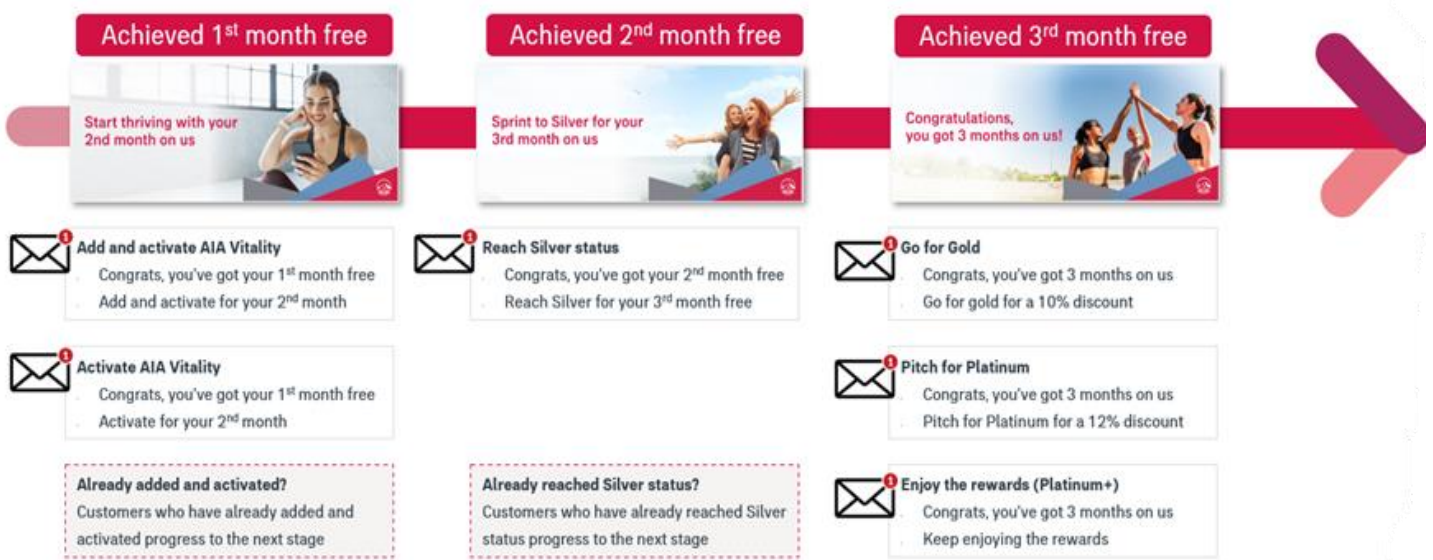 Achieved 1st month free
Start thriving with your
2nd month on us
1
Add and activate AIA Vitality
Congrats, you've got your 1st month free
Add and activate for your 2nd month
1
Activate AIA Vitality
Congrats, you've got your 1st month free
Activate for your 2nd month
Already added and activated?
Customers who have already added and
activated progress to the next stage
Achieved 2nd month free
Sprint to Silver for your
3rd month on us
1
Reach Silver status
Congrats, you've got your 2nd month free
Reach Silver for your 3rd month free
Already reached Silver status?
Customers who have already reached Silver
status progress to the next stage
Achieved 3rd month free
Congratulations,
you got 3 months on us!
1
Go for Gold
Congrats, you've got 3 months on us
Go for gold for a 10% discount
1
Pitch for Platinum
Congrats, you've got 3 months on us
Pitch for Platinum for a 12% discount
1
Enjoy the rewards (Platinum+)
Congrats, you've got 3 months on us
Keep enjoying the rewards